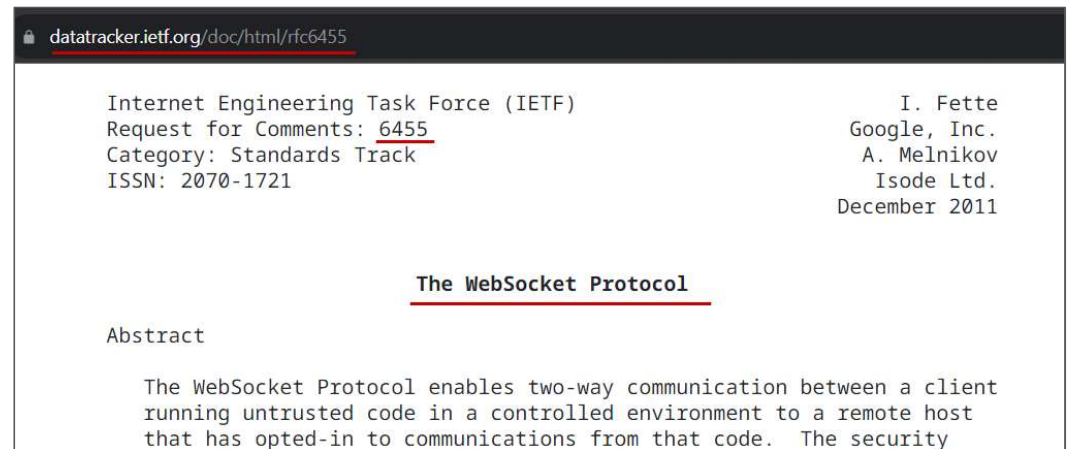 datatracker.ietf.org/doc/html/rfc6455
Internet Engineering Task Force (IETF) I. Fette
Request for Comments: 6455 Google, Inc.
Category: Standards Track A. Melnikov
ISSN: 2070-1721 Isode Ltd.
December 2011
The WebSocket Protocol
Abstract
The WebSocket Protocol enables two-way communication between a client
running untrusted code in a controlled environment to a remote host
that has opted-in to communications from that code. The security